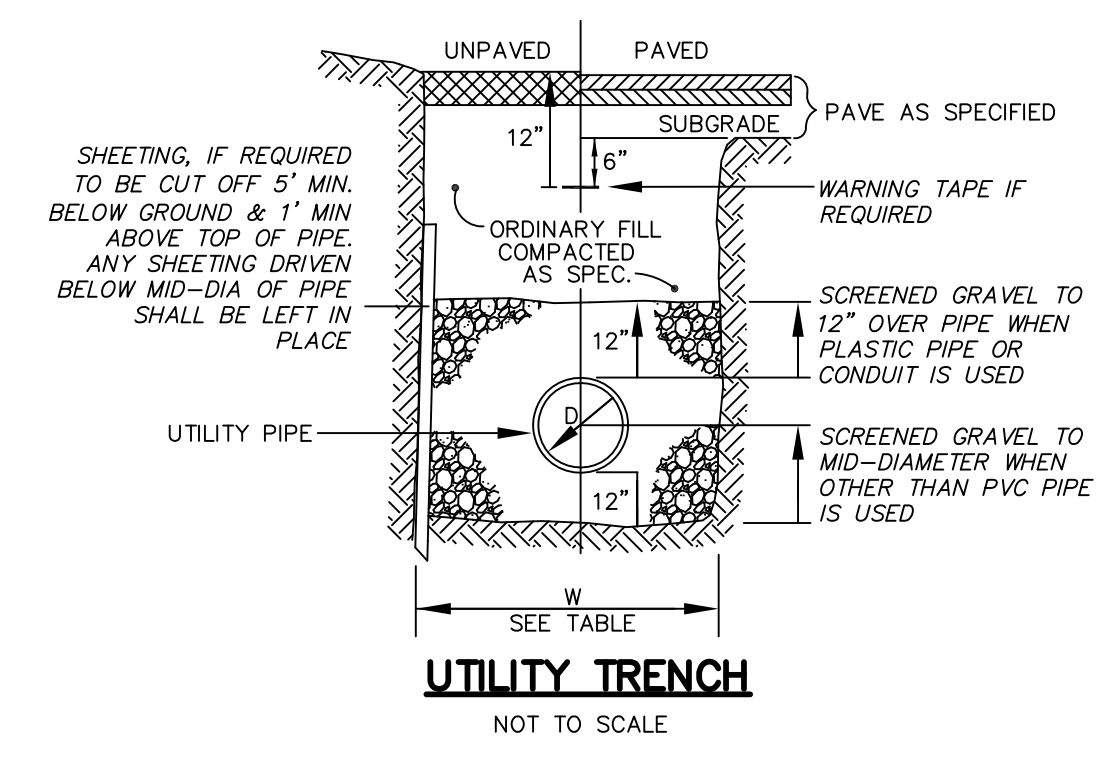 UNPAVED
PAVED
PAVE AS SPECIFIED
SUBGRADE
12"
6"
SHEETING, IF REQUIRED
TO BE CUT OFF 5' MIN.
BELOW GROUND & 1' MIN
ABOVE TOP OF PIPE.
ANY SHEETING DRIVEN
BELOW MID-DIA OF PIPE
SHALL BE LEFT IN
PLACE
WARNING TAPE IF
REQUIRED
ORDINARY FILL
COMPACTED
AS SPEC.
SCREENED GRAVEL TO
12" OVER PIPE WHEN
PLASTIC PIPE OR
CONDUIT IS USED
12"
D
UTILITY PIPE
SCREENED GRAVEL TO
MID-DIAMETER WHEN
OTHER THAN PVC PIPE
IS USED
12"
W
SEE TABLE
UTILITY TRENCH
NOT TO SCALE